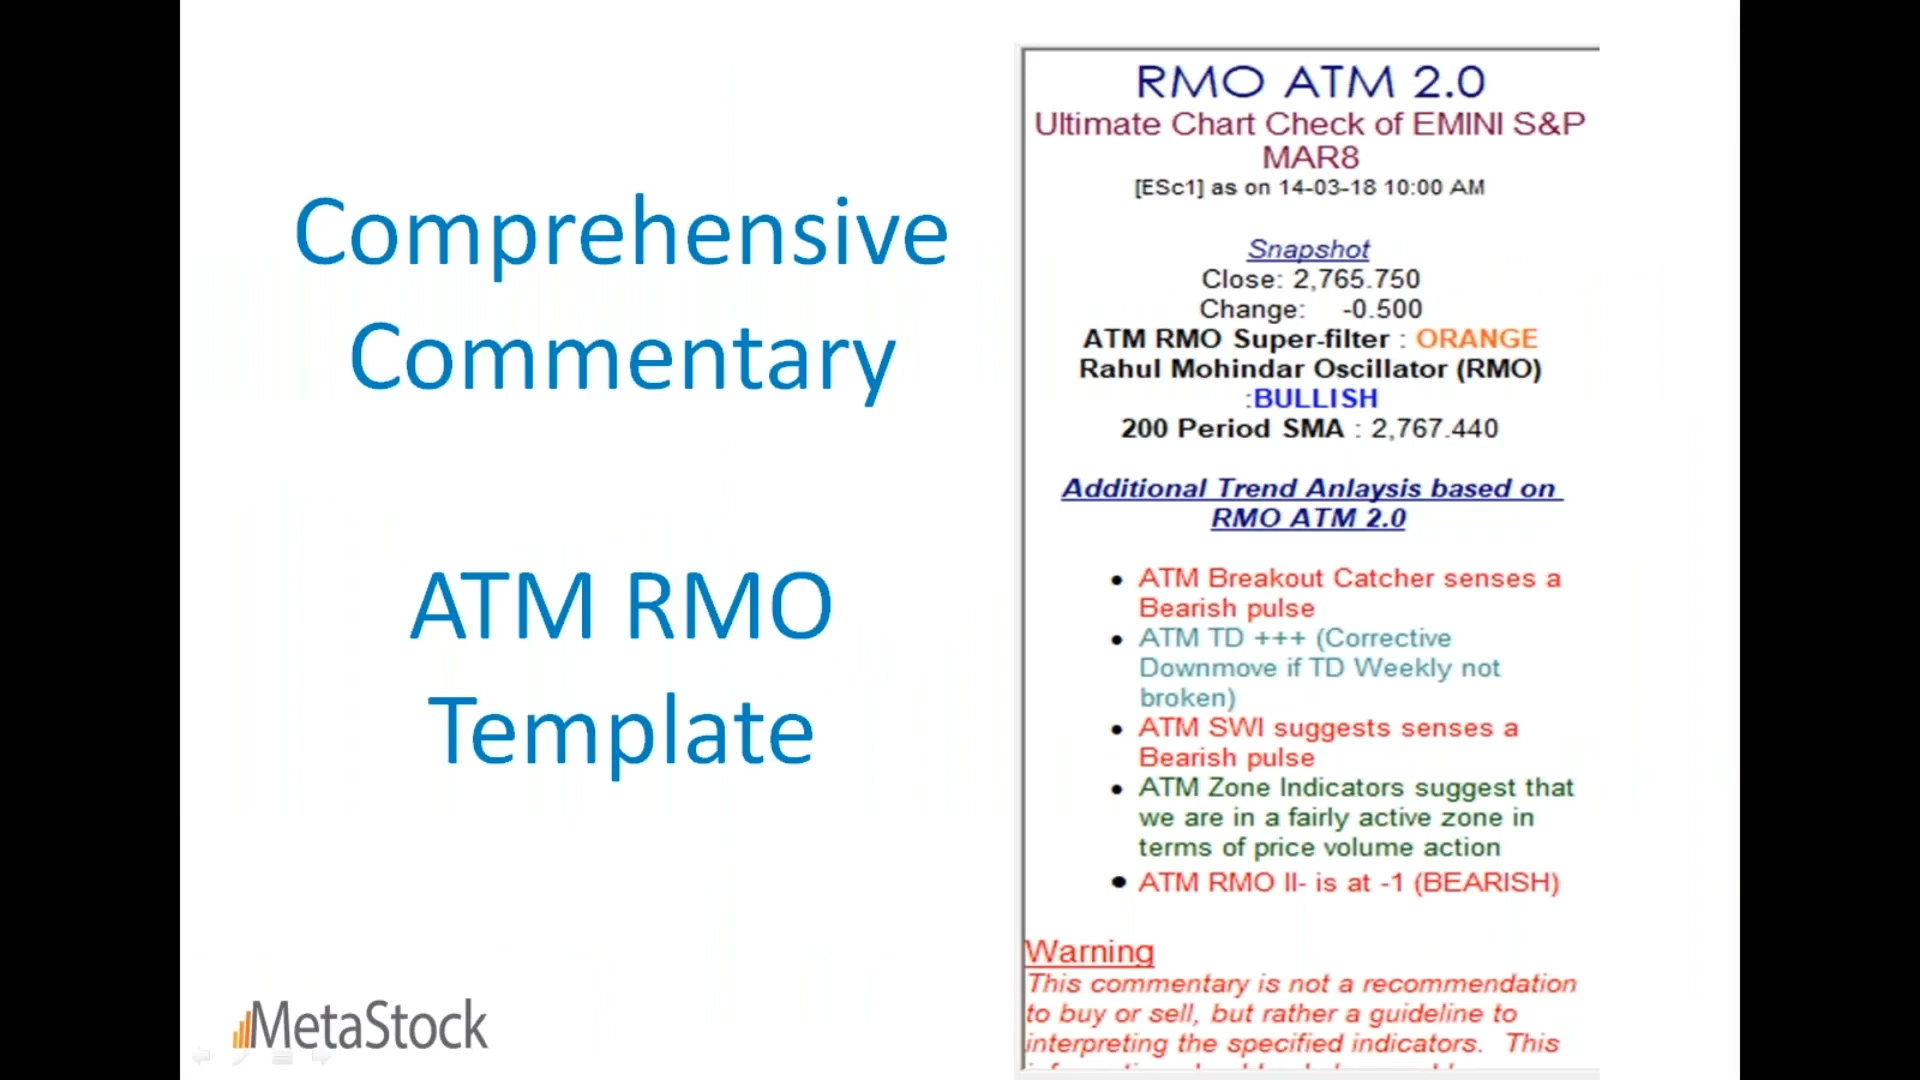 Comprehensive
Commentary
ATM RMO
Template
MetaStock
RMO ATM 2.0
Ultimate Chart Check of EMINI S&P
MAR8
[ESc1] as on 14-03-18 10:00 AM
Snapshot
Close: 2,765.750
Change: -0.500
ATM RMO Super-filter : ORANGE
Rahul Mohindar Oscillator (RMO)
:BULLISH
200 Period SMA : 2,767.440
Additional Trend Anlaysis based on
RMO ATM 2.0
• ATM Breakout Catcher senses a
Bearish pulse
• ATM TD +++ (Corrective
Downmove if TD Weekly not
broken)
• ATM SWI suggests senses a
Bearish pulse
• ATM Zone Indicators suggest that
we are in a fairly active zone in
terms of price volume action
• ATM RMO II- is at -1 (BEARISH)
Warning
This commentary is not a recommendation
to buy or sell, but rather a guideline to
interpreting the specified indicators. This